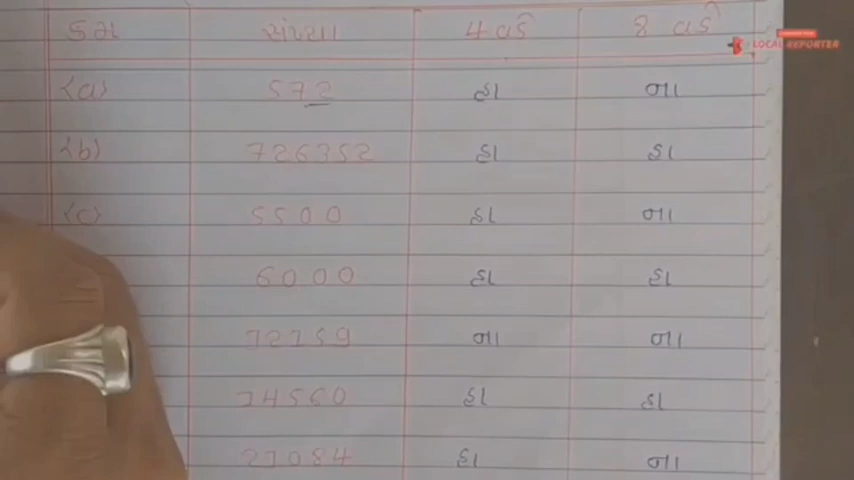 ક્રમ સંખ્યા 4 વડે 8 વડે
LOCAL REPORTER
(a) 572 હા ના
(b) 726352 હા હા
(c) 5500 હા ના
6000 હા હા
12159 ના ના
14560 હા હા
21084 હા ના